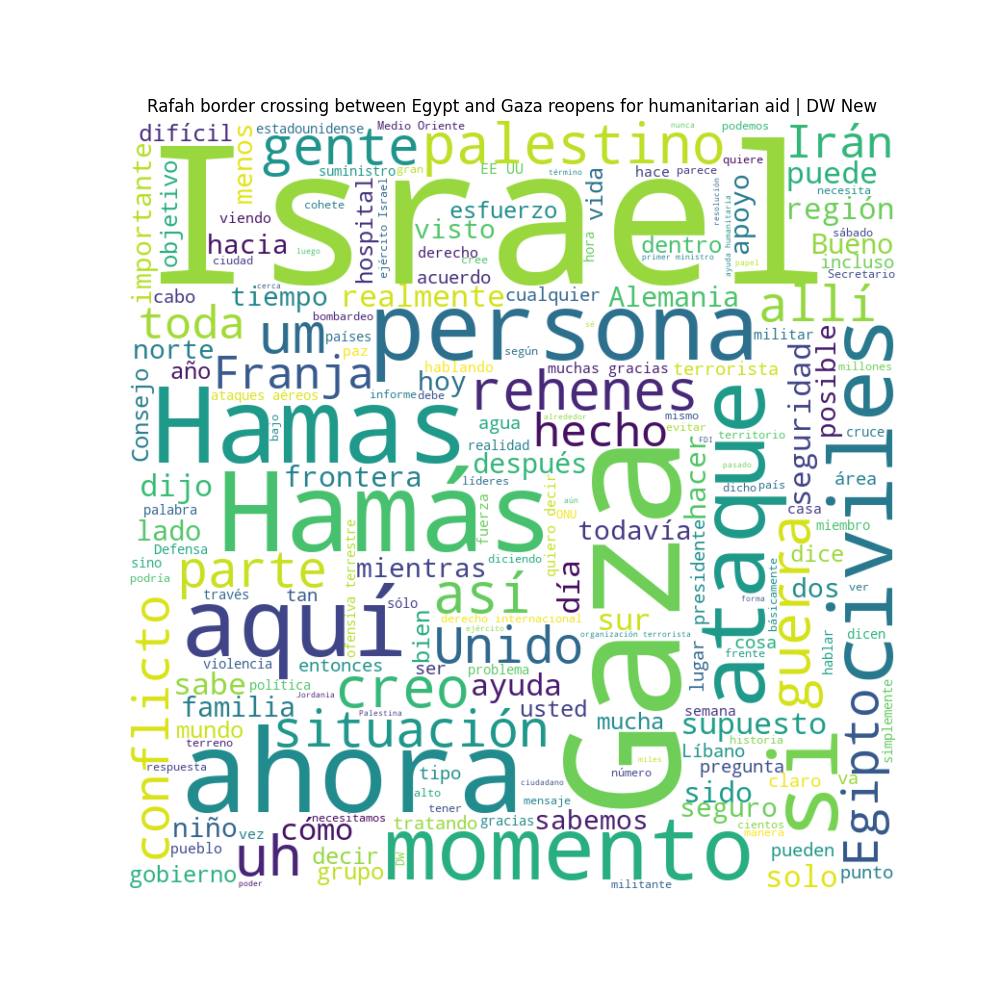 Rafah border crossing between Egypt and Gaza reopens for humanitarian aid | DW New
difícil
estadounidense
Medio Oriente
nunca
podemos
menos
gente
palestino
Irán
importante
objetivo
Israel
suministro
gran
EE UU
término
hace
parece
quiere
puede
necesita
cohete
hospital
ejército Israel
esfuerzo
vida
resolución
ayuda humanitaria
apoyo
región
viendo
visto
sábado
hacia
derecho
hora
dentro
Bueno
ciudad
luego
cree
primer ministro
papel
incluso
acuerdo
Secretario
cerca
cabo
tiempo
realmente
cualquier
Alemania
allí
toda
bombardeo
um
países
persona
sé
militar
civiles
norte
paz
según
posible
seguridad
Consejo
año
Franja
hablando
muchas gracias
terrorista
millones
hoy
rehenes
ataques aéreos
informe
debe
ataque
Hamas
bajo
agua
hecho
alrededor
mismo
evitar
realidad
FDI
territorio
cruce
Gaza
hacer
después
pasado
frontera
líderes
área
dijo
Hamás
dicho
país
palabra
fuerza
aún
quiero decir
ONU
casa
lado
todavía
miembro
guerra
Defensa
ofensiva terrestre
presidente
dice
sino
parte
mientras
diciendo
podría
día
básicamente
dos
ver
través
tan
aquí
sólo
así
forma
conflicto
bien
derecho internacional
sur
ejército
Unido
organización terrorista
cosa
dicen
hablar
frente
violencia
entonces
ser
problema
lugar
sabe
política
creo
ayuda
simplemente
Jordania
familia
Palestina
usted
semana
Egipto
mundo
situación
mucha
supuesto
si
terreno
historia
Líbano
ahora
miles
respuesta
tipo
número
pregunta
ciudadano
claro
va
alto
mensaje
sido
tener
seguro
niño
vez
cómo
necesitamos
tratando
gracias
sabemos
cientos
manera
pueblo
uh
decir
DW
momento
pueden
gobierno
grupo
solo
punto
poder
militante